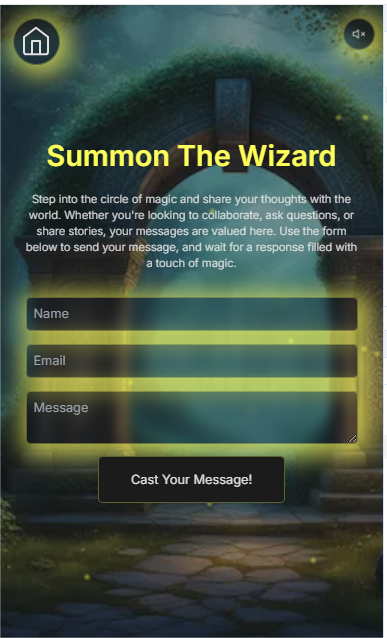 Summon The Wizard
Step into the circle of magic and share your thoughts with the
world. Whether you're looking to collaborate, ask questions, or
share stories, your messages are valued here. Use the form
below to send your message, and wait for a response filled with
a touch of magic.
Name
Email
Message
Cast Your Message!